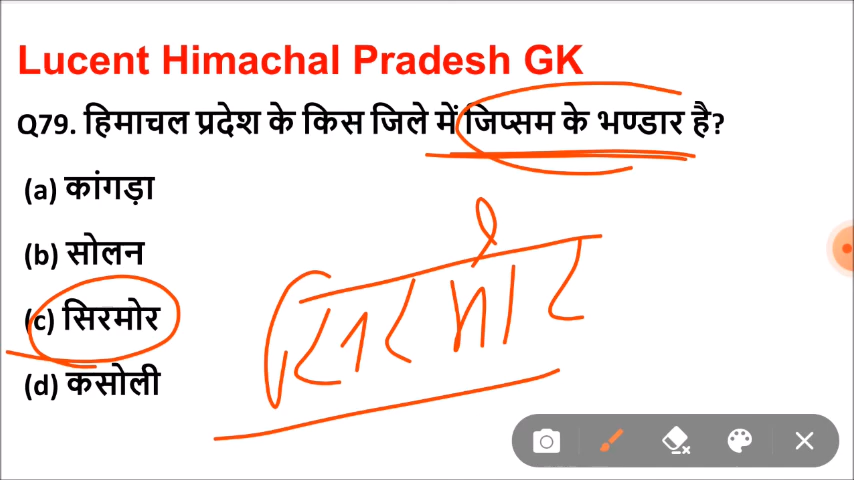 Lucent Himachal Pradesh GK
Q79. हिमाचल प्रदेश के किस जिले में जिप्सम के भण्डार है?
(a) कांगड़ा
(b) सोलन
(c) सिरमोर
(d) कसोली
सिरमोर